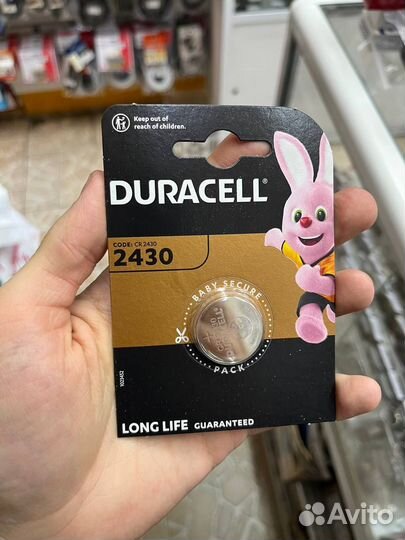 Keep out of
reach of children.
DURACELL®
CODE: CR 2430
2430
BABY SECURE
PACK
LONG LIFE GUARANTEED
Avito